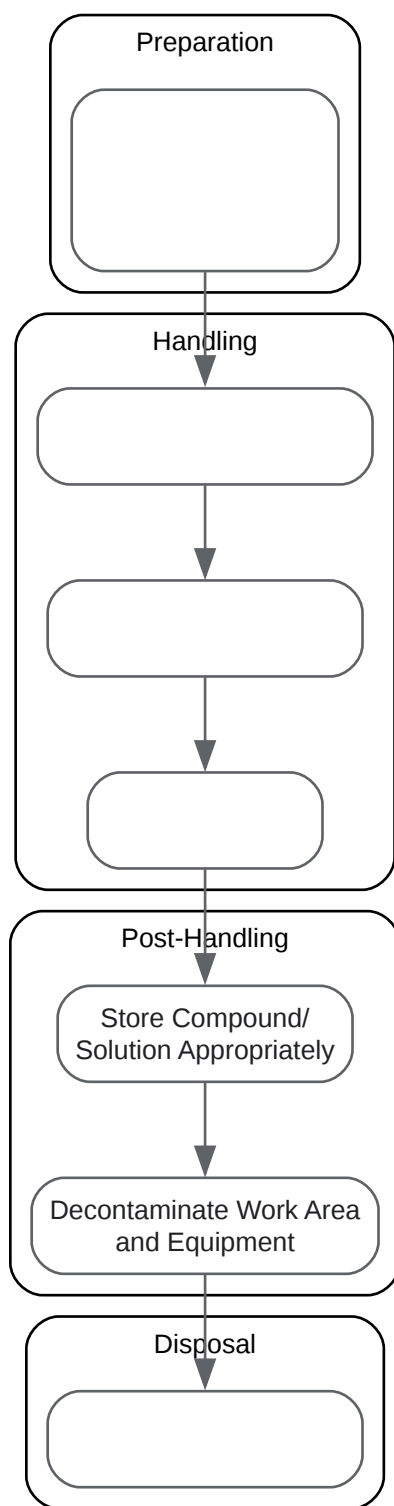 Preparation
Handling
Post-Handling
Store Compound/
Solution Appropriately
Decontaminate Work Area
and Equipment
Disposal